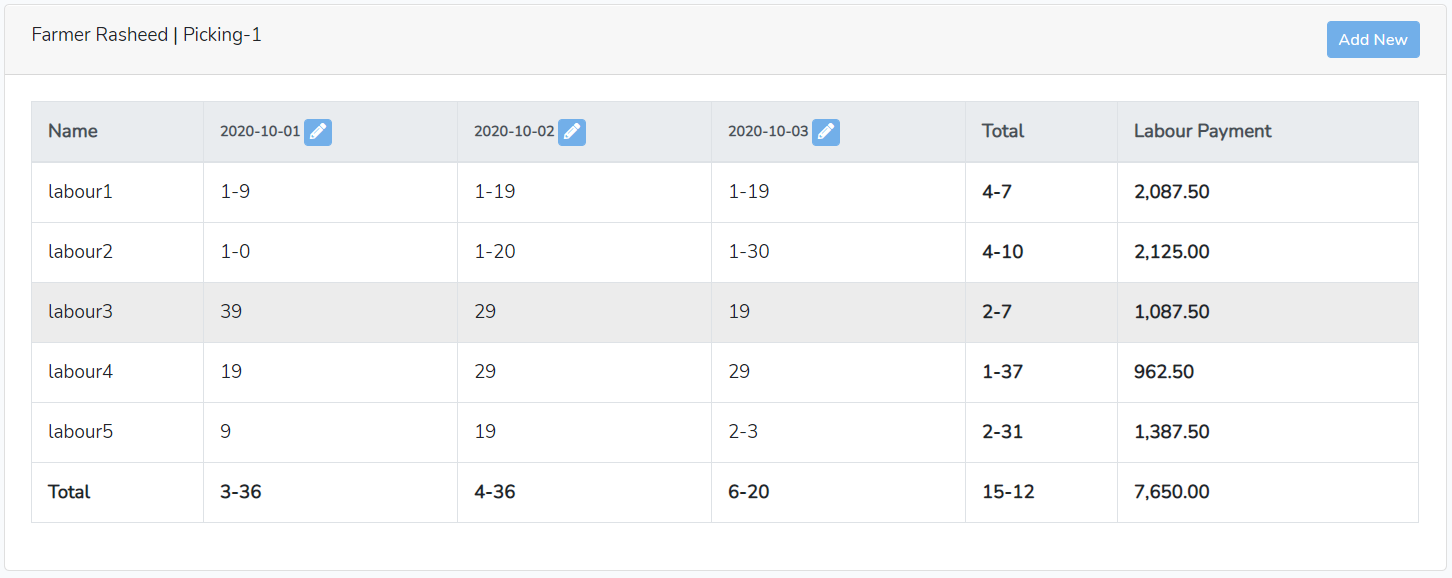 Farmer Rasheed | Picking-1
Add New
Name 2020-10-01 2020-10-02 2020-10-03 Total Labour Payment
labour1 1-9 1-19 1-19 4-7 2,087.50
labour2 1-0 1-20 1-30 4-10 2,125.00
labour3 39 29 19 2-7 1,087.50
labour4 19 29 29 1-37 962.50
labour5 9 19 2-3 2-31 1,387.50
Total 3-36 4-36 6-20 15-12 7,650.00